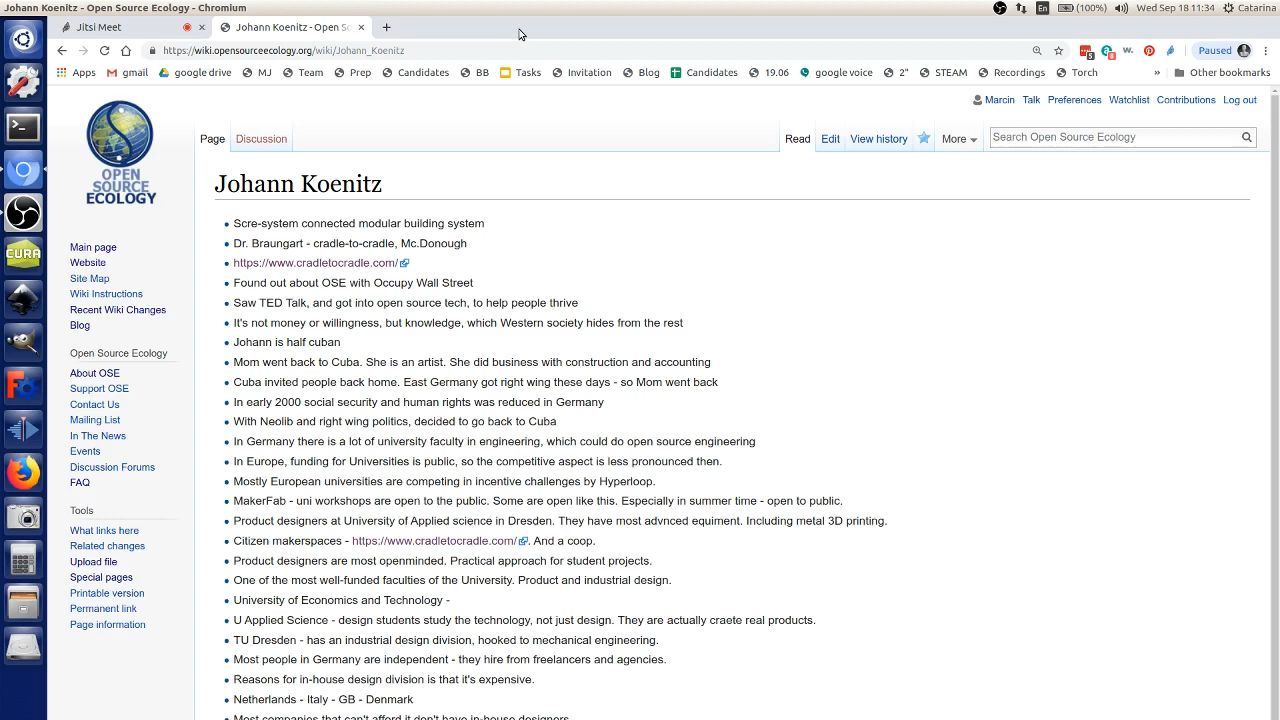 Johann Koenitz - Open Source Ecology - Chromium
En
(100%)
Wed Sep 18 11:34
Catarina
Jitsi Meet
Johann Koenitz - Open So
https://wiki.opensourceecology.org/wiki/Johann_Koenitz
Paused
Apps
gmail
google drive
MJ
Team
Prep
Candidates
BB
Tasks
Invitation
Blog
Candidates
19.06
google voice
2"
STEAM
Recordings
Torch
»
Other bookmarks
Marcin
Talk
Preferences
Watchlist
Contributions
Log out
OPEN
SOURCE
ECOLOGY
Page
Discussion
Read
Edit
View history
More
Search Open Source Ecology
CURA
Main page
Website
Site Map
Wiki Instructions
Recent Wiki Changes
Blog
Open Source Ecology
About OSE
Support OSE
Contact Us
Mailing List
In The News
Events
Discussion Forums
FAQ
Tools
What links here
Related changes
Upload file
Special pages
Printable version
Permanent link
Page information
Johann Koenitz
Scre-system connected modular building system
Dr. Braungart - cradle-to-cradle, Mc.Donough
https://www.cradletocradle.com/
Found out about OSE with Occupy Wall Street
Saw TED Talk, and got into open source tech, to help people thrive
It's not money or willingness, but knowledge, which Western society hides from the rest
Johann is half cuban
Mom went back to Cuba. She is an artist. She did business with construction and accounting
Cuba invited people back home. East Germany got right wing these days - so Mom went back
In early 2000 social security and human rights was reduced in Germany
With Neolib and right wing politics, decided to go back to Cuba
In Germany there is a lot of university faculty in engineering, which could do open source engineering
In Europe, funding for Universities is public, so the competitive aspect is less pronounced then.
Mostly European universities are competing in incentive challenges by Hyperloop.
MakerFab - uni workshops are open to the public. Some are open like this. Especially in summer time - open to public.
Product designers at University of Applied science in Dresden. They have most advnced equiment. Including metal 3D printing.
Citizen makerspaces - https://www.cradletocradle.com/. And a coop.
Product designers are most openminded. Practical approach for student projects.
One of the most well-funded faculties of the University. Product and industrial design.
University of Economics and Technology -
U Applied Science - design students study the technology, not just design. They are actually craete real products.
TU Dresden - has an industrial design division, hooked to mechanical engineering.
Most people in Germany are independent - they hire from freelancers and agencies.
Reasons for in-house design division is that it's expensive.
Netherlands - Italy - GB - Denmark
Most companies that can't afford it don't have in-house designers